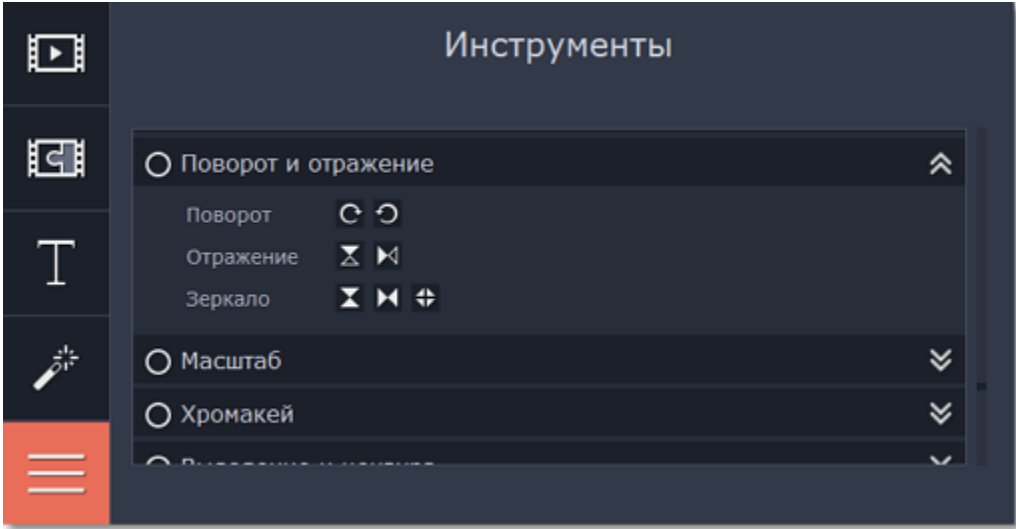 Инструменты
Поворот и отражение
Поворот
Отражение
Зеркало
Масштаб
Хромакей